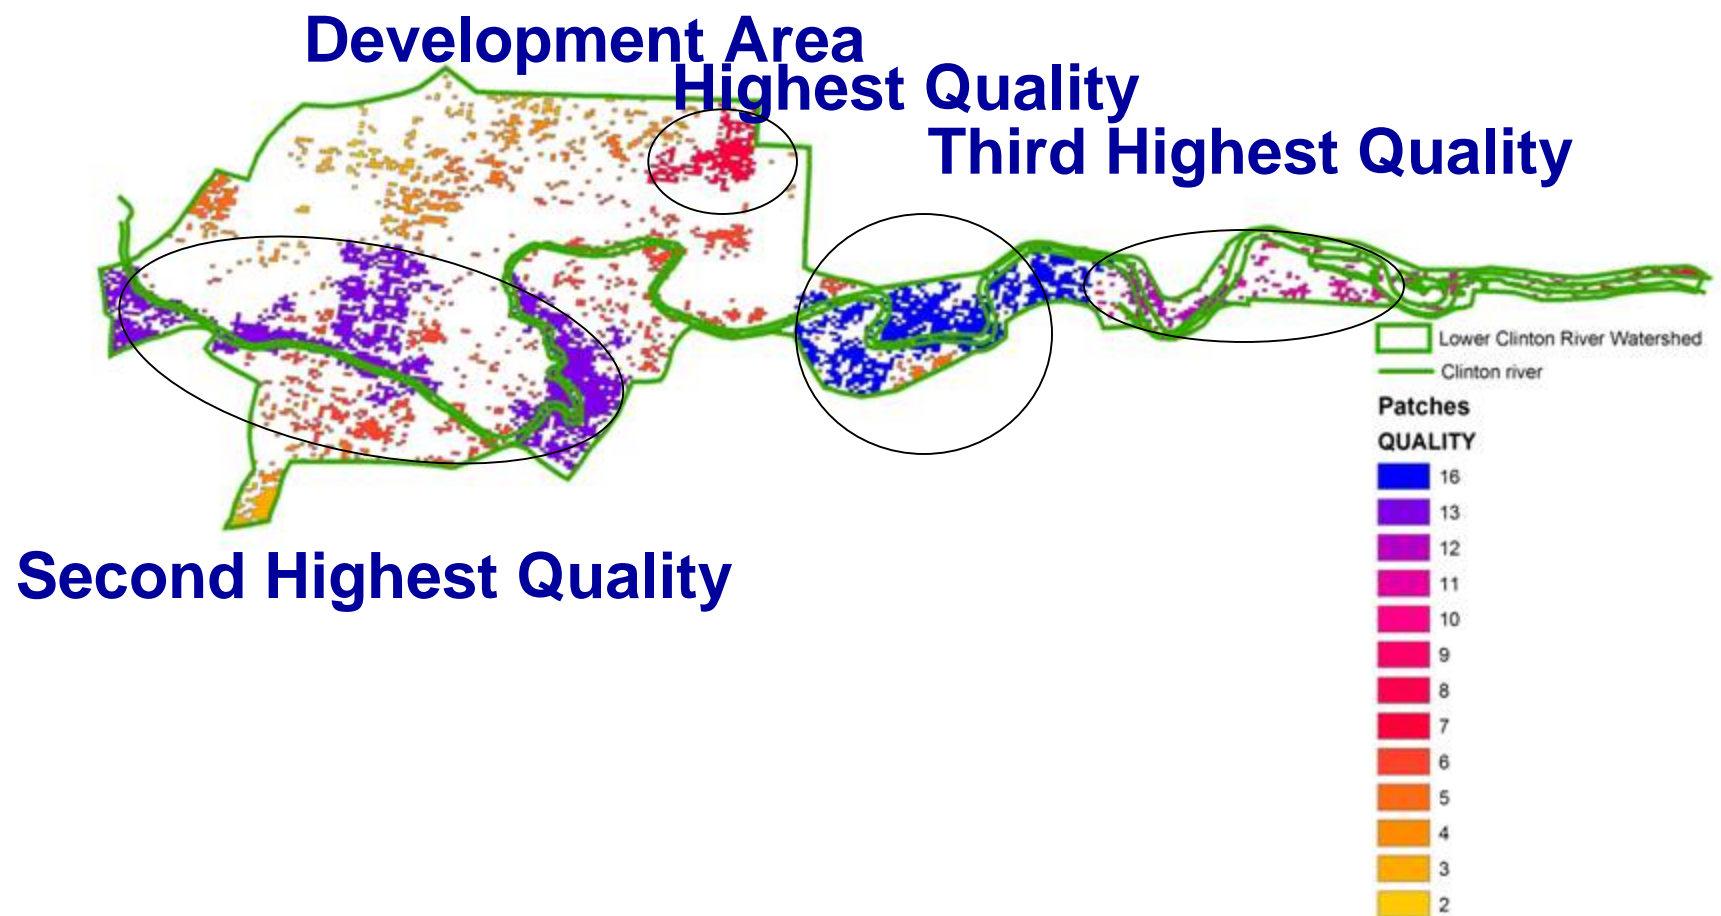 Development Area
Highest Quality
Third Highest Quality
Second Highest Quality
Lower Clinton River Watershed
Clinton river
Patches
QUALITY
16
13
12
11
10
9
8
7
6
5
4
3
2